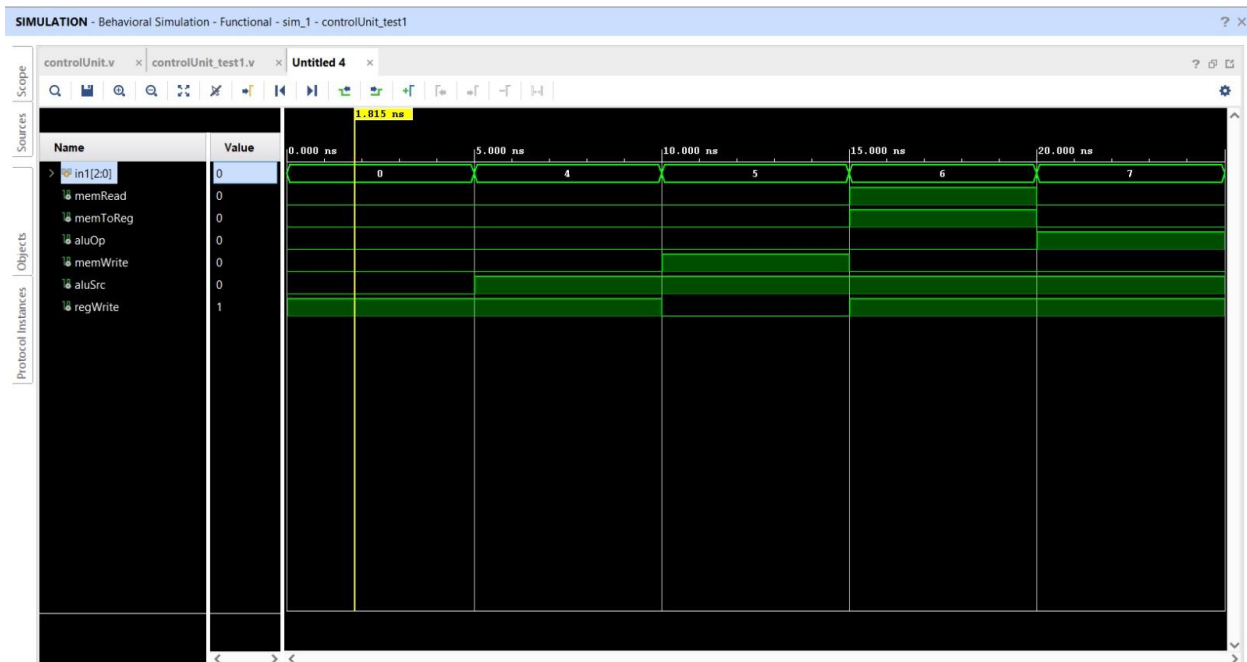 SIMULATION - Behavioral Simulation - Functional - sim_1 - controlUnit_test1 ? ×
Scope
Sources
Objects
Protocol Instances
controlUnit.v × controlUnit_test1.v × Untitled 4 × ?
1.815 ns
Name Value 0.000 ns 5.000 ns 10.000 ns 15.000 ns 20.000 ns
> in1[2:0] 0 0 4 5 6 7
memRead 0
memToReg 0
aluOp 0
memWrite 0
aluSrc 0
regWrite 1